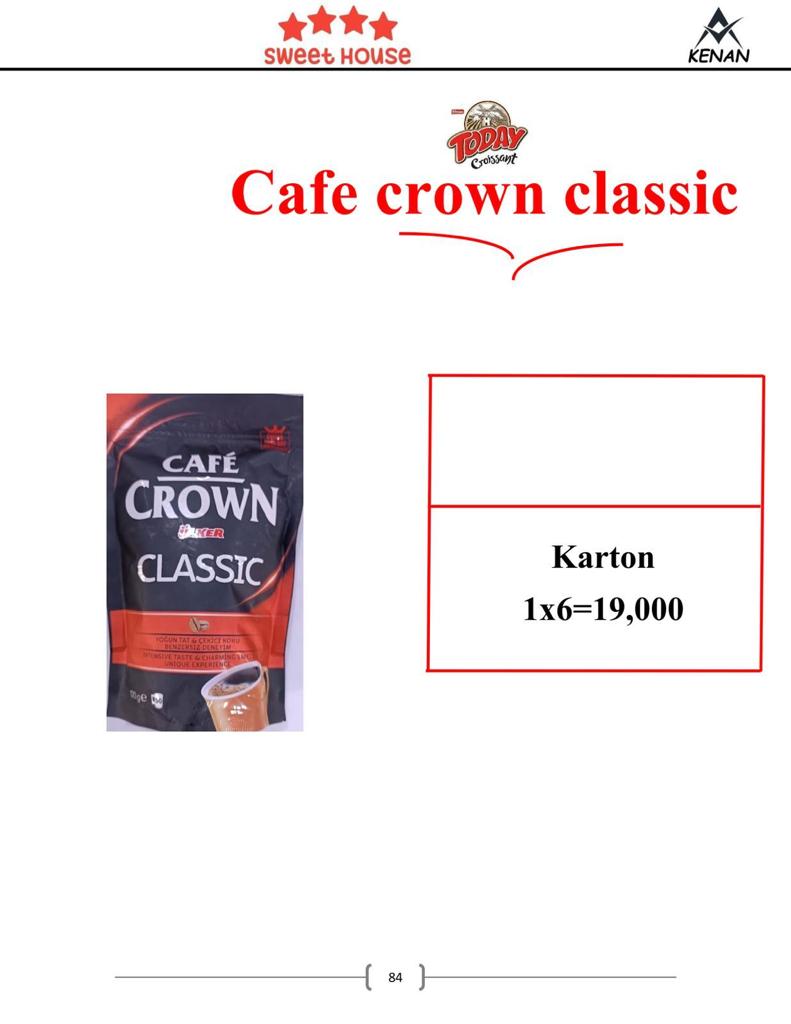 SWEET HOUSE
KENAN
TODAY
Croissant
Cafe crown classic
CAFÉ
CROWN
ÜLKER
CLASSIC
YOĞUN TAT & ÇEKİCİ KOKU
BENZERSİZ DENEYİM
INTENSIVE TASTE & CHARMING
UNIQUE EXPERIENCE
Karton
1x6=19,000
84